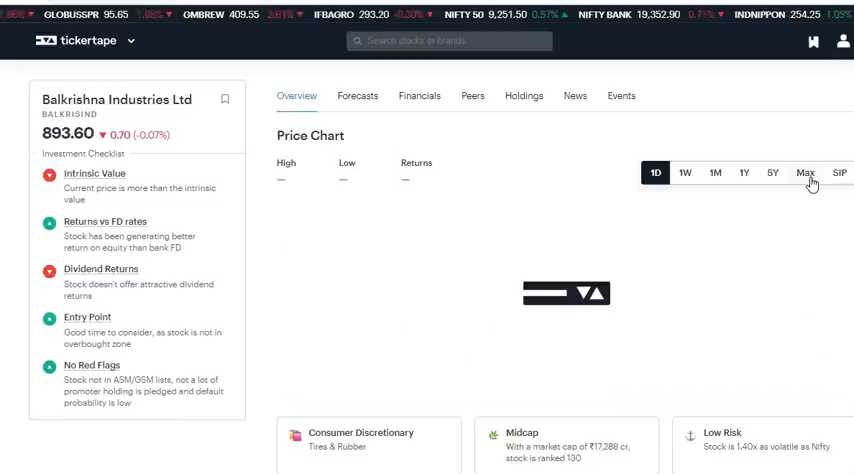 GLOBUSSPR 95.65 1.08% ▼ GMBREW 409.55 2.61% ▼ IFBAGRO 293.20 -0.30% ▼ NIFTY 50 9,251.50 0.57% ▲ NIFTY BANK 19,352.90 0.71% ▼ INDNIPPON 254.25 1.05%
tickertape
Search stocks or brands
Balkrishna Industries Ltd
BALKRISIND
893.60 ▼ 0.70 (-0.07%)
Investment Checklist
Intrinsic Value
Current price is more than the intrinsic
value
Returns vs FD rates
Stock has been generating better
return on equity than bank FD
Dividend Returns
Stock doesn't offer attractive dividend
returns
Entry Point
Good time to consider, as stock is not in
overbought zone
No Red Flags
Stock not in ASM/GSM lists, not a lot of
promoter holding is pledged and default
probability is low
Overview Forecasts Financials Peers Holdings News Events
Price Chart
High Low Returns
— — —
1D 1W 1M 1Y 5Y Max SIP
Consumer Discretionary
Tires & Rubber
Midcap
With a market cap of ₹17,288 cr,
stock is ranked 130
Low Risk
Stock is 1.40x as volatile as Nifty